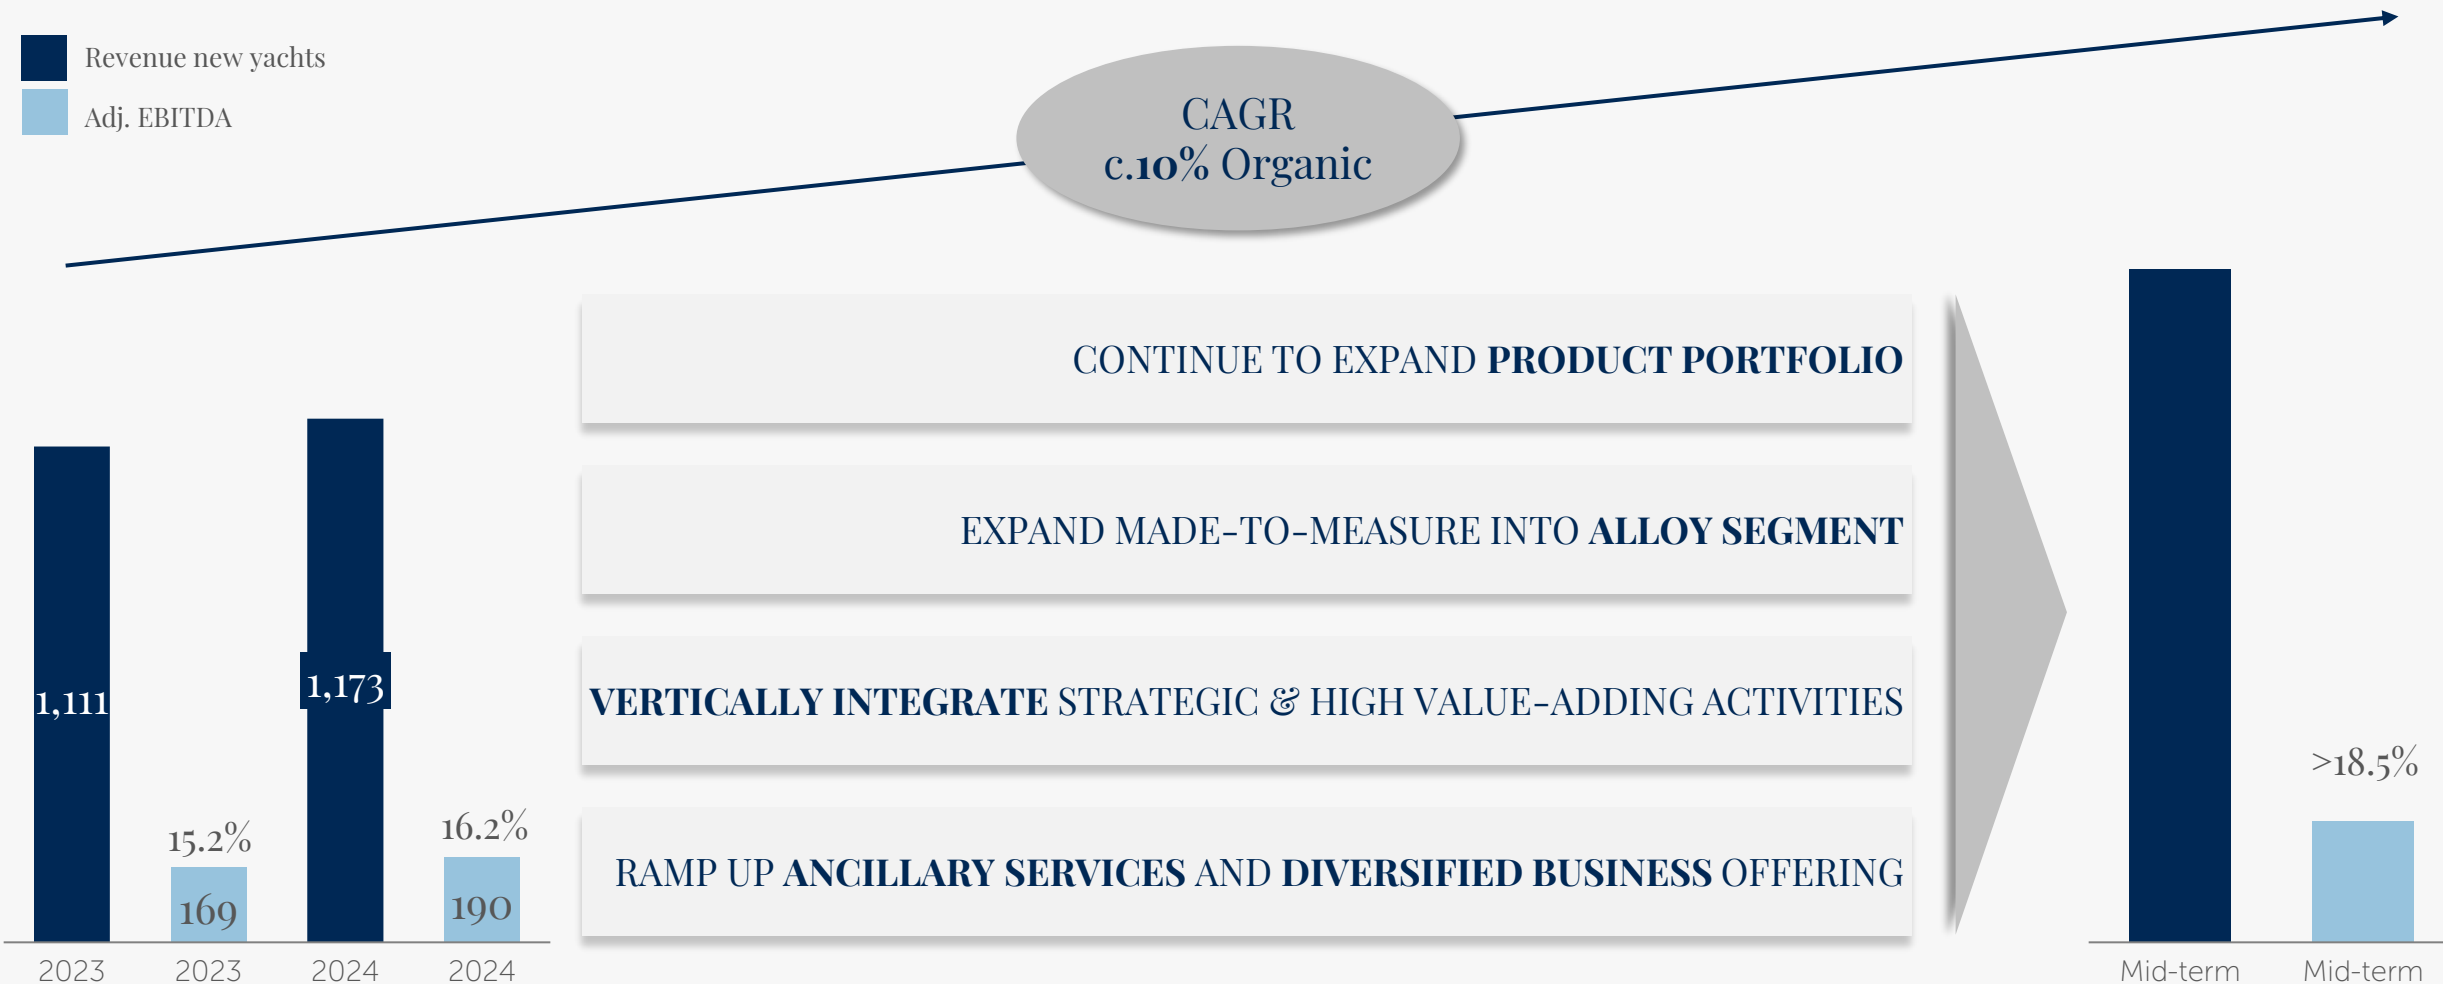 Revenue new yachts
Adj. EBITDA
CAGR
c.10% Organic
CONTINUE TO EXPAND PRODUCT PORTFOLIO
EXPAND MADE-TO-MEASURE INTO ALLOY SEGMENT
VERTICALLY INTEGRATE STRATEGIC & HIGH VALUE-ADDING ACTIVITIES
RAMP UP ANCILLARY SERVICES AND DIVERSIFIED BUSINESS OFFERING
1,111
15.2%
169
1,173
16.2%
190
>18.5%
2023
2023
2024
2024
Mid-term
Mid-term